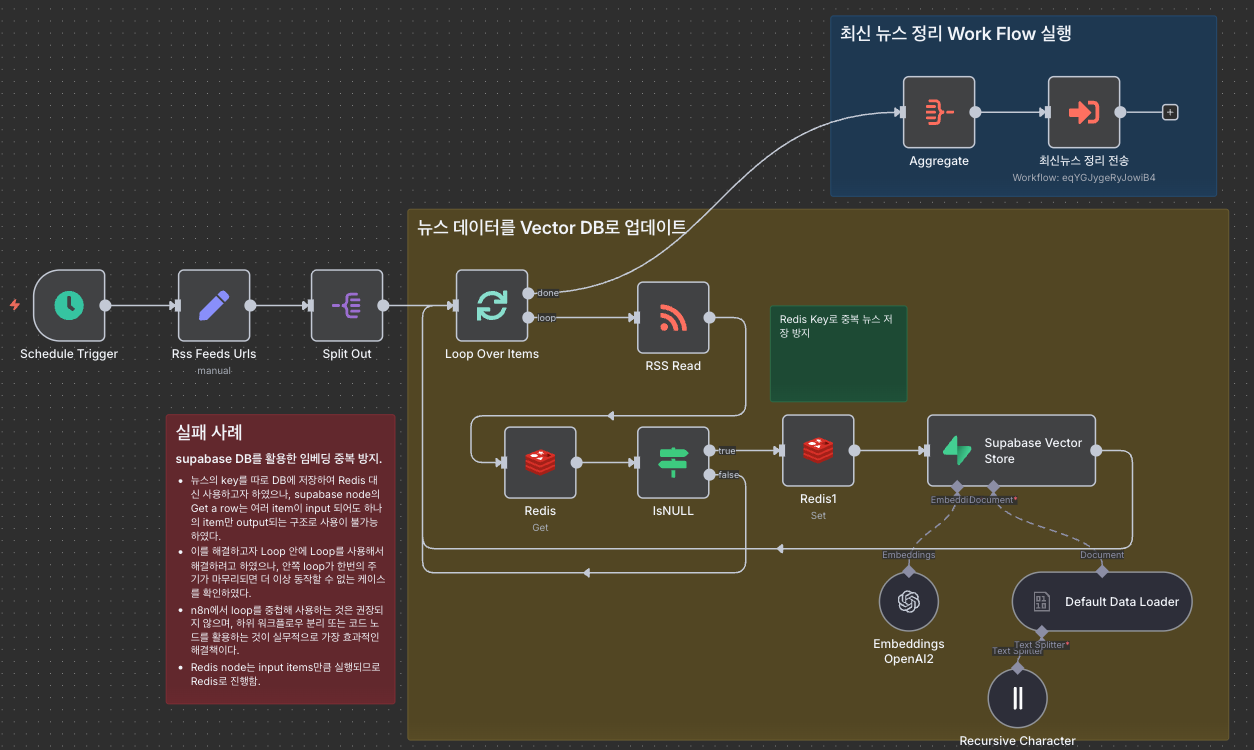 최신 뉴스 정리 Work Flow 실행
Aggregate
최신뉴스 정리 전송
Workflow: eqYGJygeRyJowiB4
뉴스 데이터를 Vector DB로 업데이트
Schedule Trigger
Rss Feeds Urls
manual
Split Out
done
loop
Loop Over Items
RSS Read
Redis Key로 중복 뉴스 저
장 방지
실패 사례
supabase DB를 활용한 임베딩 중복 방지.
• 뉴스의 key를 따로 DB에 저장하여 Redis 대
신 사용하고자 하였으나, supabase node의
Get a row는 여러 item이 input 되어도 하나
의 item만 output되는 구조로 사용이 불가능
하였다.
• 이를 해결하고자 Loop 안에 Loop를 사용해서
해결하려고 하였으나, 안쪽 loop가 한번의 주
기가 마무리되면 더 이상 동작할 수 없는 케이스
를 확인하였다.
• n8n에서 loop를 중첩해 사용하는 것은 권장되
지 않으며, 하위 워크플로우 분리 또는 코드 노
드를 활용하는 것이 실무적으로 가장 효과적인
해결책이다.
• Redis node는 input items만큼 실행되므로
Redis로 진행함.
Redis
Get
true
false
IsNULL
Redis1
Set
Supabase Vector
Store
Embeddi
Document*
Embeddings
Document
Embeddings
OpenAI2
Default Data Loader
Text Splitter*
Text Splitter
Recursive Character